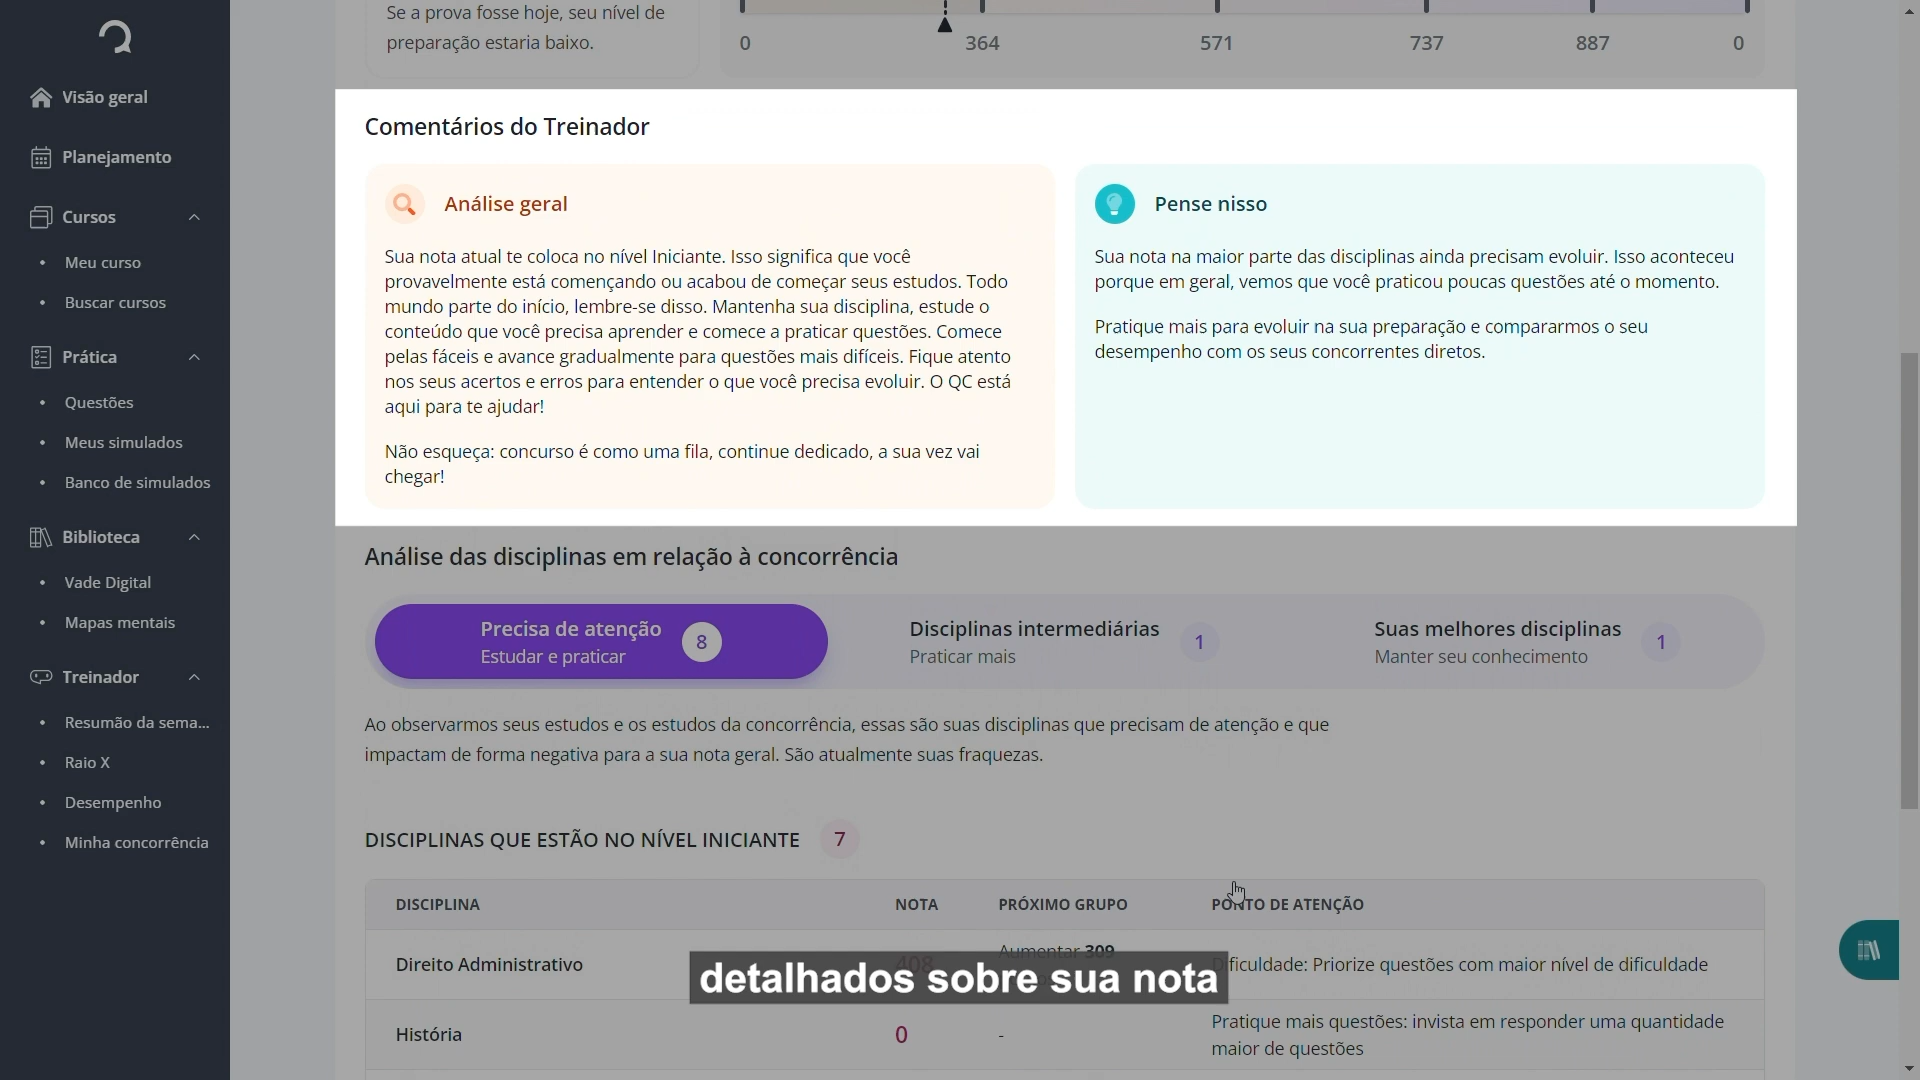 Visão geral
Planejamento
Cursos
Meu curso
Buscar cursos
Prática
Questões
Meus simulados
Banco de simulados
Biblioteca
Vade Digital
Mapas mentais
Treinador
Resumão da sema...
Raio X
Desempenho
Minha concorrência
Se a prova fosse hoje, seu nível de
preparação estaria baixo.
0 364 571 737 887 0
Comentários do Treinador
Análise geral
Sua nota atual te coloca no nível Iniciante. Isso significa que você
provavelmente está começando ou acabou de começar seus estudos. Todo
mundo parte do início, lembre-se disso. Mantenha sua disciplina, estude o
conteúdo que você precisa aprender e comece a praticar questões. Comece
pelas fáceis e avance gradualmente para questões mais difíceis. Fique atento
nos seus acertos e erros para entender o que você precisa evoluir. O QC está
aqui para te ajudar!
Não esqueça: concurso é como uma fila, continue dedicado, a sua vez vai
chegar!
Pense nisso
Sua nota na maior parte das disciplinas ainda precisam evoluir. Isso aconteceu
porque em geral, vemos que você praticou poucas questões até o momento.
Pratique mais para evoluir na sua preparação e compararmos o seu
desempenho com os seus concorrentes diretos.
Análise das disciplinas em relação à concorrência
Precisa de atenção 8
Estudar e praticar
Disciplinas intermediárias 1
Praticar mais
Suas melhores disciplinas 1
Manter seu conhecimento
Ao observarmos seus estudos e os estudos da concorrência, essas são suas disciplinas que precisam de atenção e que
impactam de forma negativa para a sua nota geral. São atualmente suas fraquezas.
DISCIPLINAS QUE ESTÃO NO NÍVEL INICIANTE 7
DISCIPLINA NOTA PRÓXIMO GRUPO PONTO DE ATENÇÃO
Direito Administrativo 408 Aumentar 309 Dificuldade: Priorize questões com maior nível de dificuldade
detalhados sobre sua nota
História 0 - Pratique mais questões: invista em responder uma quantidade
maior de questões